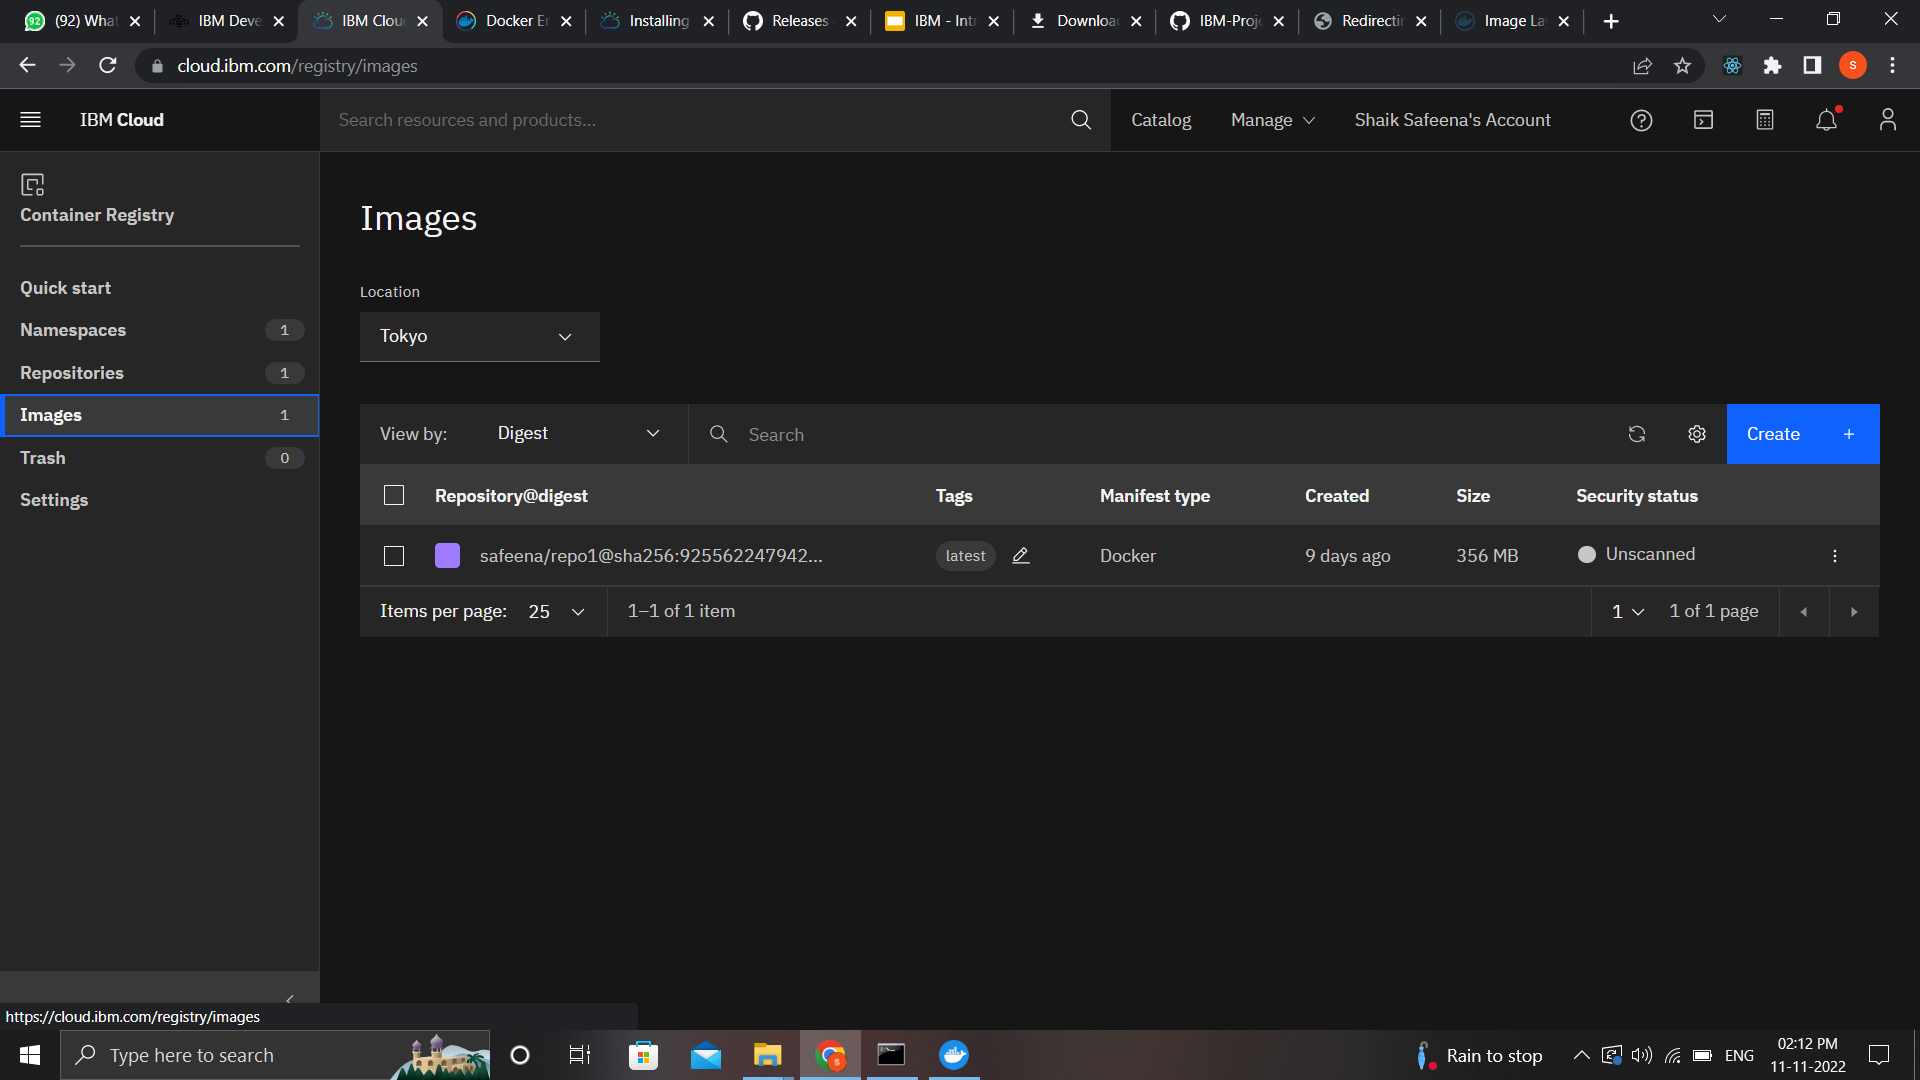 (92) What
IBM Deve
IBM Clou
Docker En
Installing
Releases
IBM - Intr
Downloa
IBM-Proje
Redirectin
Image La
cloud.ibm.com/registry/images
S
IBM Cloud
Search resources and products...
Catalog
Manage
Shaik Safeena's Account
Container Registry
Quick start
Namespaces 1
Repositories 1
Images 1
Trash 0
Settings
Images
Location
Tokyo
View by: Digest
Search
Create +
Repository@digest Tags Manifest type Created Size Security status
safeena/repo1@sha256:925562247942... latest Docker 9 days ago 356 MB Unscanned
Items per page: 25 1–1 of 1 item 1 1 of 1 page
https://cloud.ibm.com/registry/images
Type here to search
Rain to stop
ENG
02:12 PM
11-11-2022